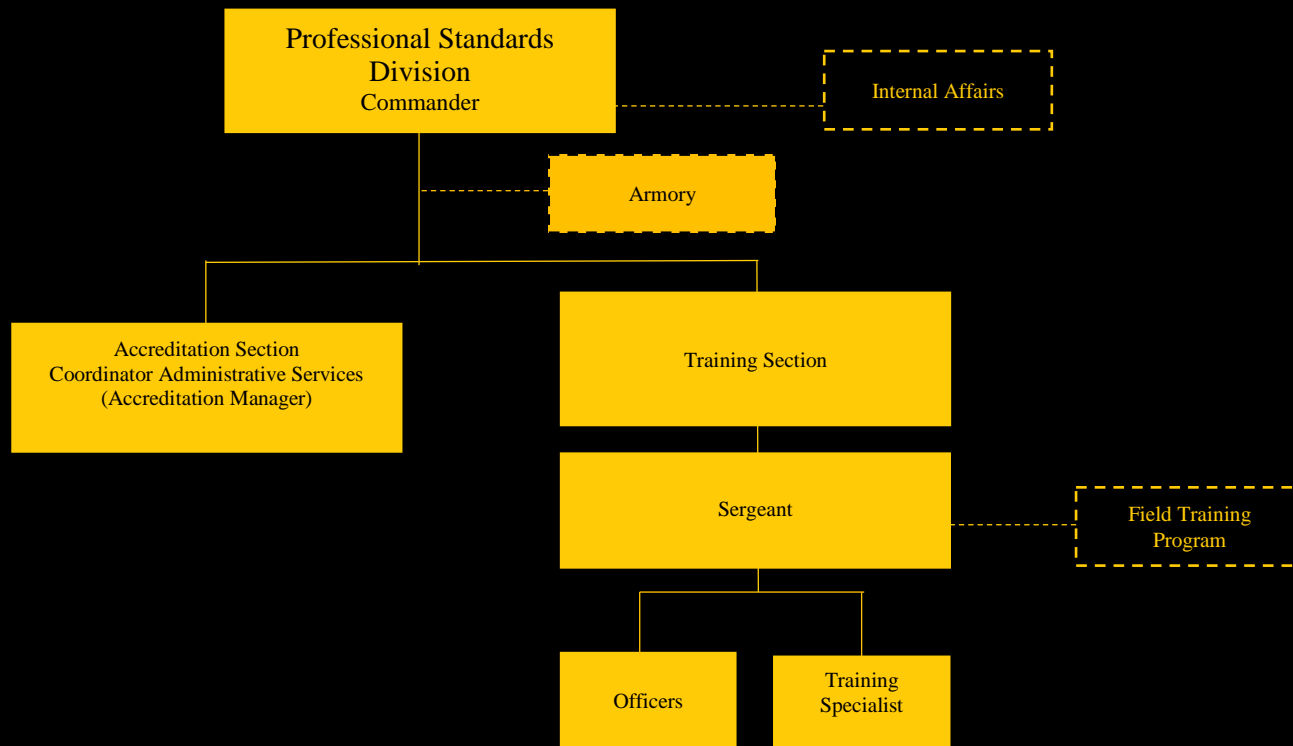 Professional Standards
Division
Commander
Internal Affairs
Armory
Accreditation Section
Coordinator Administrative Services
(Accreditation Manager)
Training Section
Sergeant
Field Training
Program
Officers
Training
Specialist